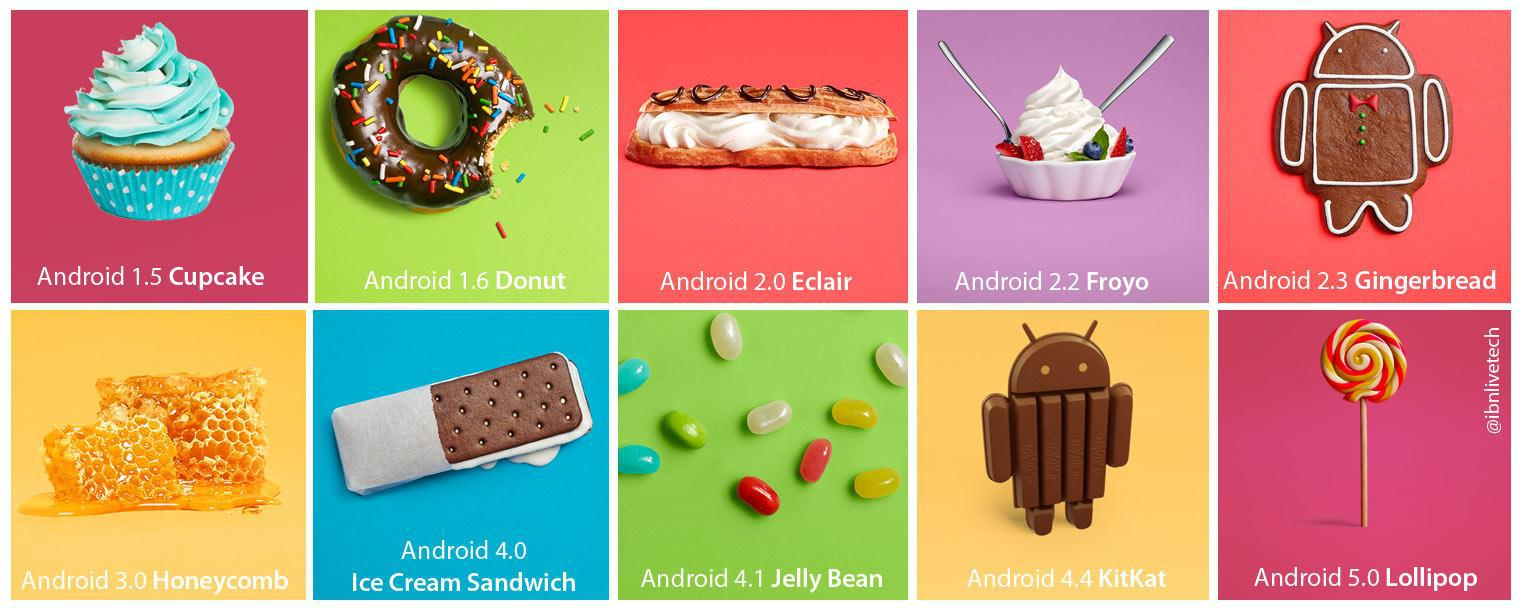 Android 1.5 Cupcake
Android 1.6 Donut
Android 2.0 Eclair
Android 2.2 Froyo
Android 2.3 Gingerbread
Android 3.0 Honeycomb
Android 4.0
Ice Cream Sandwich
Android 4.1 Jelly Bean
Android 4.4 KitKat
Android 5.0 Lollipop
@ibnlivetech